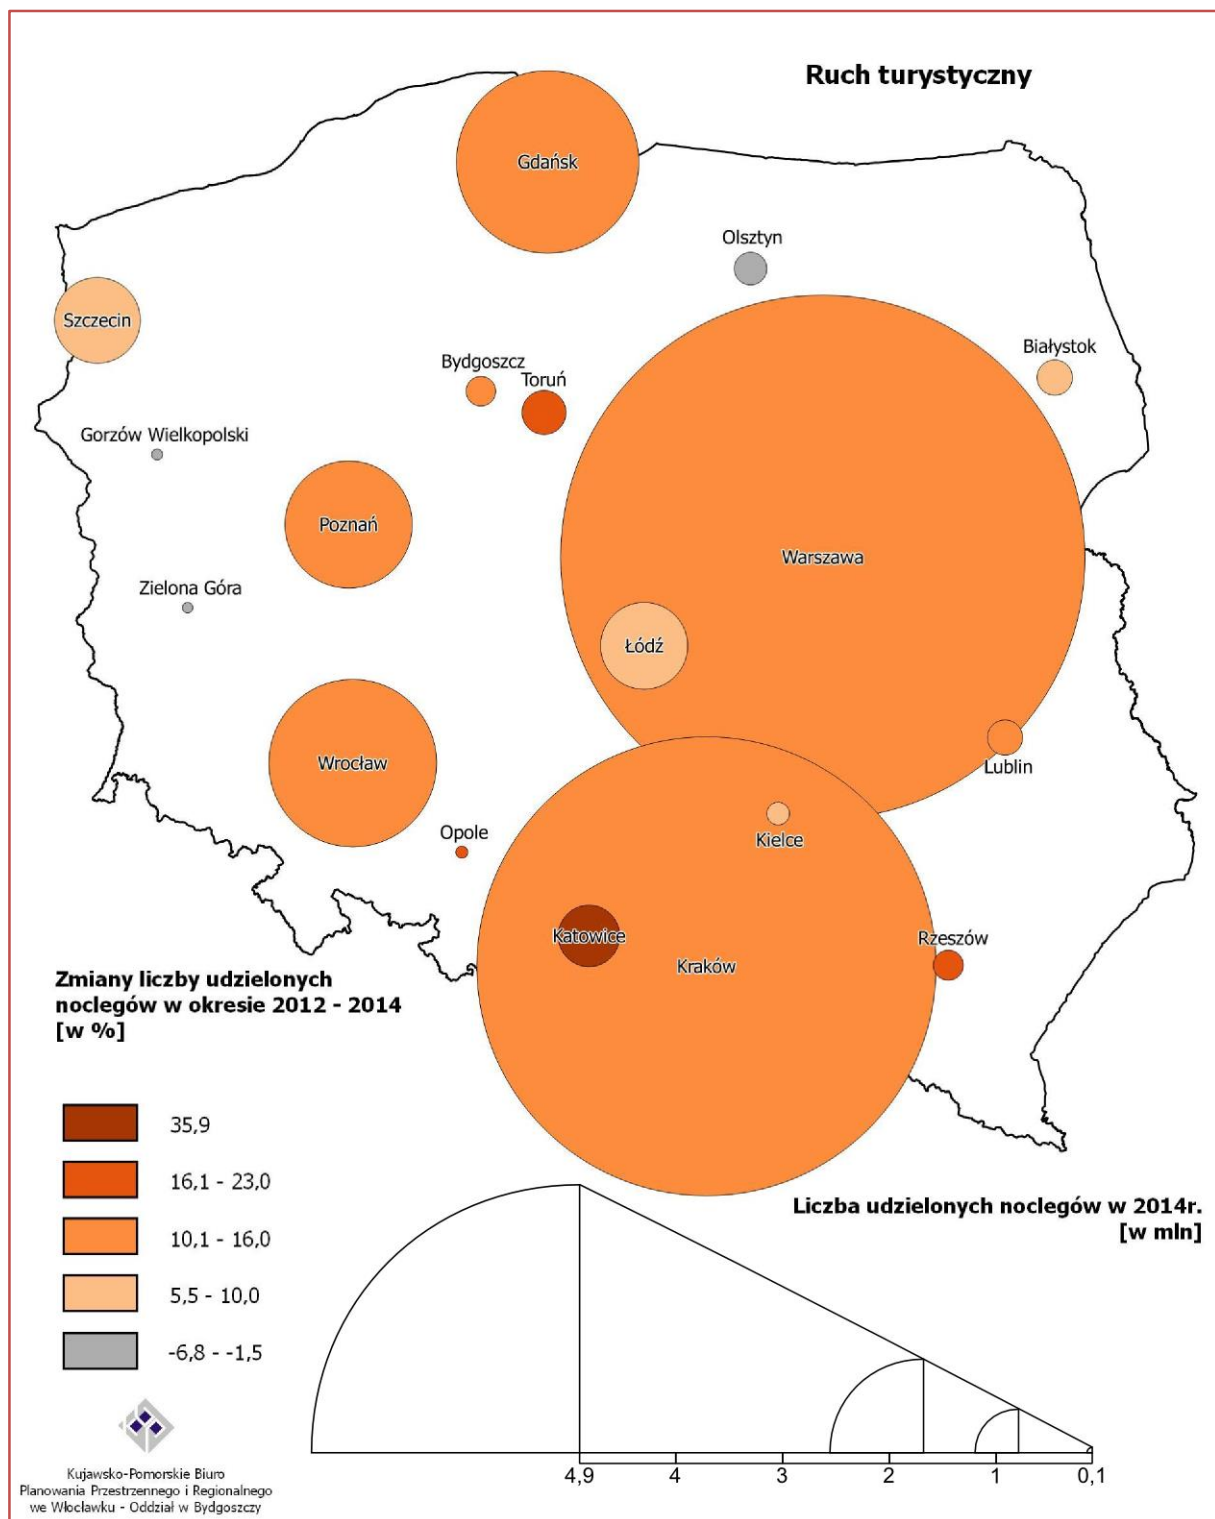 Ruch turystyczny
Gdańsk
Olsztyn
Szczecin
Białystok
Bydgoszcz
Toruń
Gorzów Wielkopolski
Poznań
Warszawa
Zielona Góra
Łódź
Wrocław
Lublin
Opole
Kielce
Katowice
Rzeszów
Kraków
Zmiany liczby udzielonych
noclegów w okresie 2012 - 2014
[w %]
35,9
16,1 - 23,0
10,1 - 16,0
5,5 - 10,0
-6,8 - -1,5
Liczba udzielonych noclegów w 2014r.
[w mln]
4,9 4 3 2 1 0,1
Kujawsko-Pomorskie Biuro
Planowania Przestrzennego i Regionalnego
we Włocławku - Oddział w Bydgoszczy